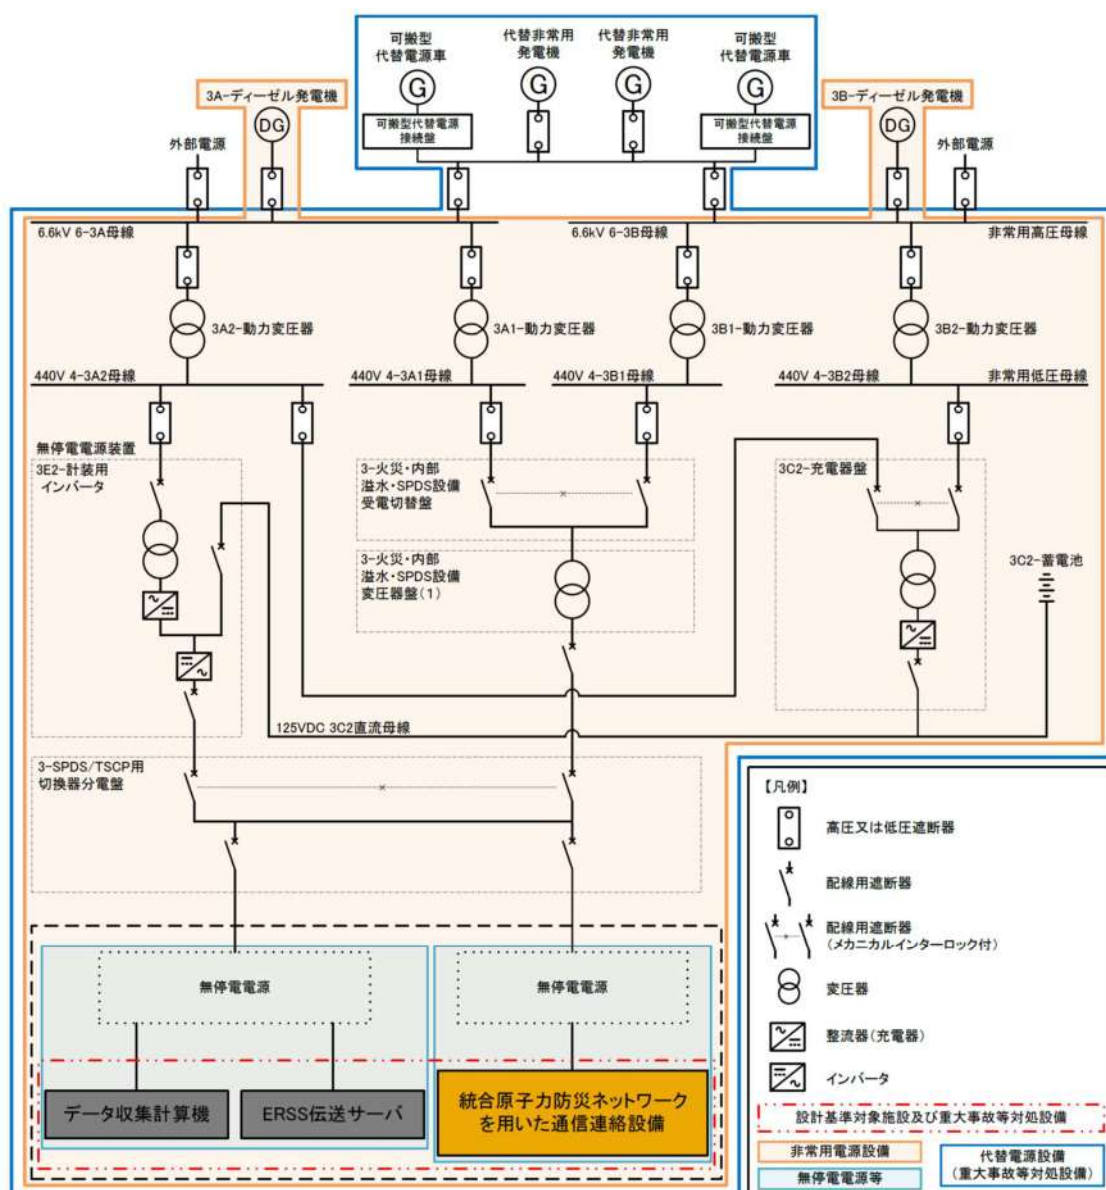 可搬型
代替電源車
代替非常用
発電機
代替非常用
発電機
可搬型
代替電源車
G
G
G
G
3A-ディーゼル発電機
3B-ディーゼル発電機
DG
DG
可搬型代替電源
接続盤
可搬型代替電源
接続盤
外部電源
外部電源
6.6kV 6-3A母線
6.6kV 6-3B母線
非常用高圧母線
3A2-動力変圧器
3A1-動力変圧器
3B1-動力変圧器
3B2-動力変圧器
440V 4-3A2母線
440V 4-3A1母線
440V 4-3B1母線
440V 4-3B2母線
非常用低圧母線
無停電電源装置
3E2-計装用
インバータ
3-火災・内部
溢水・SPDS設備
受電切替盤
3C2-充電器盤
3-火災・内部
溢水・SPDS設備
変圧器盤(1)
3C2-蓄電池
125VDC 3C2直流母線
3-SPDS/TSCP用
切換器分電盤
無停電電源
無停電電源
データ収集計算機
ERSS伝送サーバ
統合原子力防災ネットワーク
を用いた通信連絡設備
【凡例】
高圧又は低圧遮断器
配線用遮断器
配線用遮断器
(メカニカルインターロック付)
変圧器
整流器(充電器)
インバータ
設計基準対象施設及び重大事故等対処設備
非常用電源設備
無停電電源等
代替電源設備
(重大事故等対処設備)